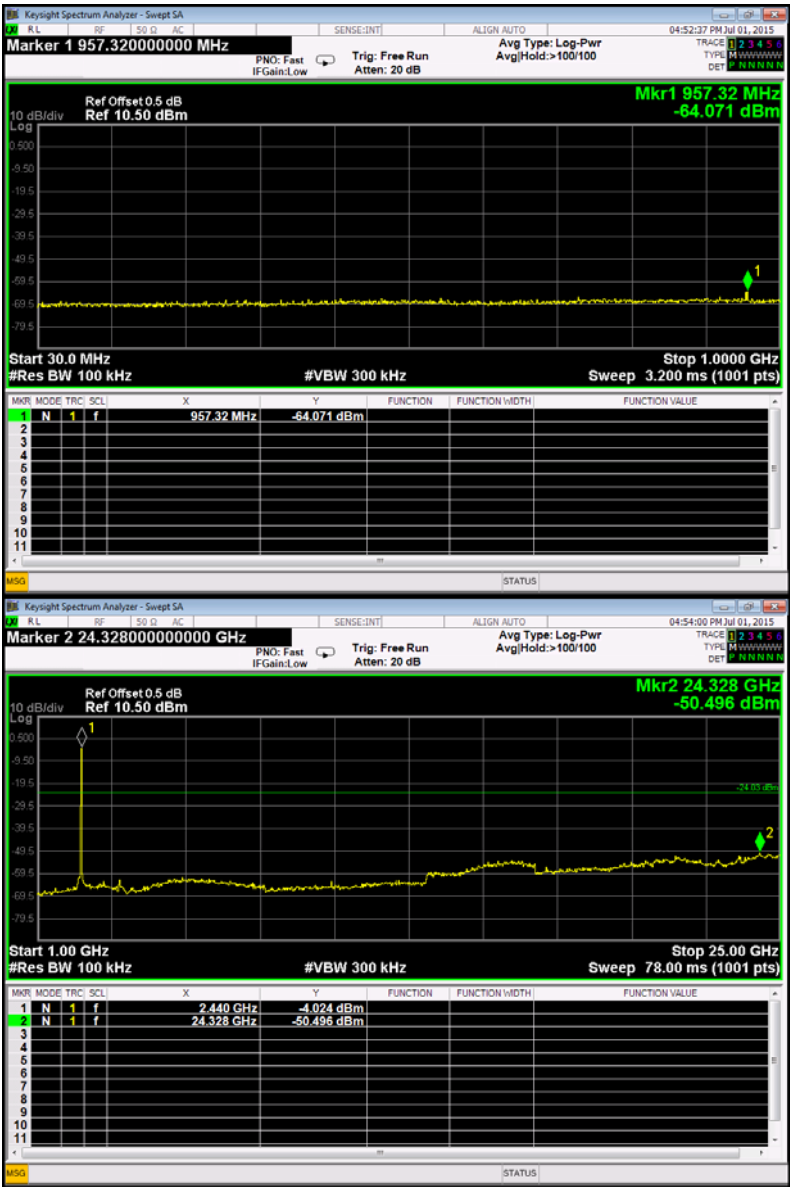 Keysight Spectrum Analyzer - Swept SA
RL RF 50 Ω AC SENSE:INT ALIGN AUTO 04:52:37 PM Jul 01, 2015
Marker 1 957.320000000 MHz
PNO: Fast Trig: Free Run Avg Type: Log-Pwr TRACE 1 2 3 4 5 6
IFGain:Low Atten: 20 dB Avg|Hold:>100/100 TYPE M WWWWW
DET P N N N N N
Mkr1 957.32 MHz
-64.071 dBm
Ref Offset 0.5 dB
10 dB/div Ref 10.50 dBm
Log
0.500
-9.50
-19.5
-29.5
-39.5
-49.5
-59.5
-69.5
-79.5
1
Start 30.0 MHz Stop 1.0000 GHz
#Res BW 100 kHz #VBW 300 kHz Sweep 3.200 ms (1001 pts)
MKR MODE TRC SCL X Y FUNCTION FUNCTION WIDTH FUNCTION VALUE
1 N 1 f 957.32 MHz -64.071 dBm
2
3
4
5
6
7
8
9
10
11
MSG STATUS
Keysight Spectrum Analyzer - Swept SA
RL RF 50 Ω AC SENSE:INT ALIGN AUTO 04:54:00 PM Jul 01, 2015
Marker 2 24.328000000000 GHz
PNO: Fast Trig: Free Run Avg Type: Log-Pwr TRACE 1 2 3 4 5 6
IFGain:Low Atten: 20 dB Avg|Hold:>100/100 TYPE M WWWWW
DET P N N N N N
Mkr2 24.328 GHz
-50.496 dBm
Ref Offset 0.5 dB
10 dB/div Ref 10.50 dBm
Log
0.500
-9.50
-19.5
-29.5
-39.5
-49.5
-59.5
-69.5
-79.5
1
-24.03 dBm
2
Start 1.00 GHz Stop 25.00 GHz
#Res BW 100 kHz #VBW 300 kHz Sweep 78.00 ms (1001 pts)
MKR MODE TRC SCL X Y FUNCTION FUNCTION WIDTH FUNCTION VALUE
1 N 1 f 2.440 GHz -4.024 dBm
2 N 1 f 24.328 GHz -50.496 dBm
3
4
5
6
7
8
9
10
11
MSG STATUS